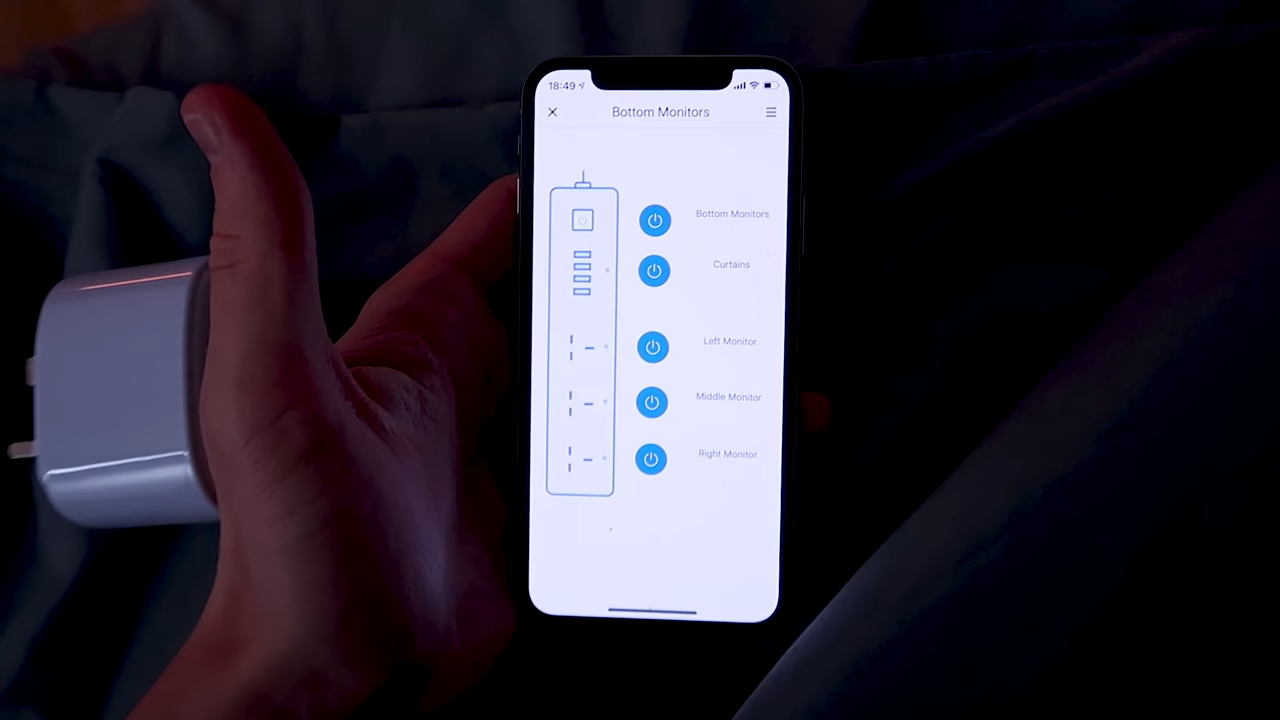 18:49
Bottom Monitors
Bottom Monitors
Curtains
Left Monitor
Middle Monitor
Right Monitor